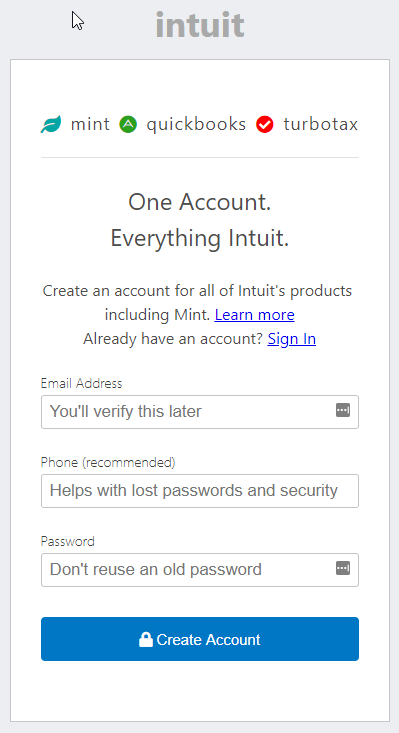 intuit
mint quickbooks turbotax
One Account.
Everything Intuit.
Create an account for all of Intuit's products
including Mint. Learn more
Already have an account? Sign In
Email Address
You'll verify this later
Phone (recommended)
Helps with lost passwords and security
Password
Don't reuse an old password
Create Account